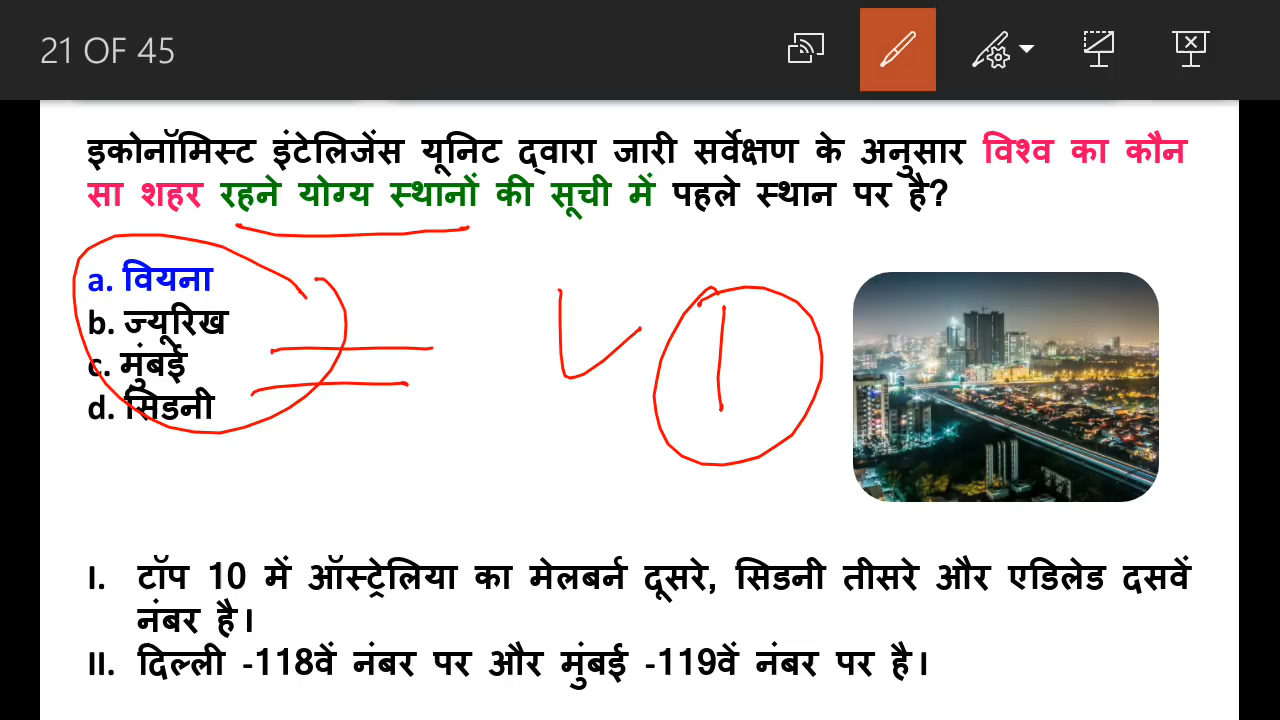 21 OF 45
इकोनॉमिस्ट इंटेलिजेंस यूनिट द्वारा जारी सर्वेक्षण के अनुसार विश्व का कौन
सा शहर रहने योग्य स्थानों की सूची में पहले स्थान पर है?
a. वियना
b. ज्यूरिख
c. मुंबई
d. सिडनी
1
I. टॉप 10 में ऑस्ट्रेलिया का मेलबर्न दूसरे, सिडनी तीसरे और एडिलेड दसवें
नंबर है।
II. दिल्ली -118वें नंबर पर और मुंबई -119वें नंबर पर है।